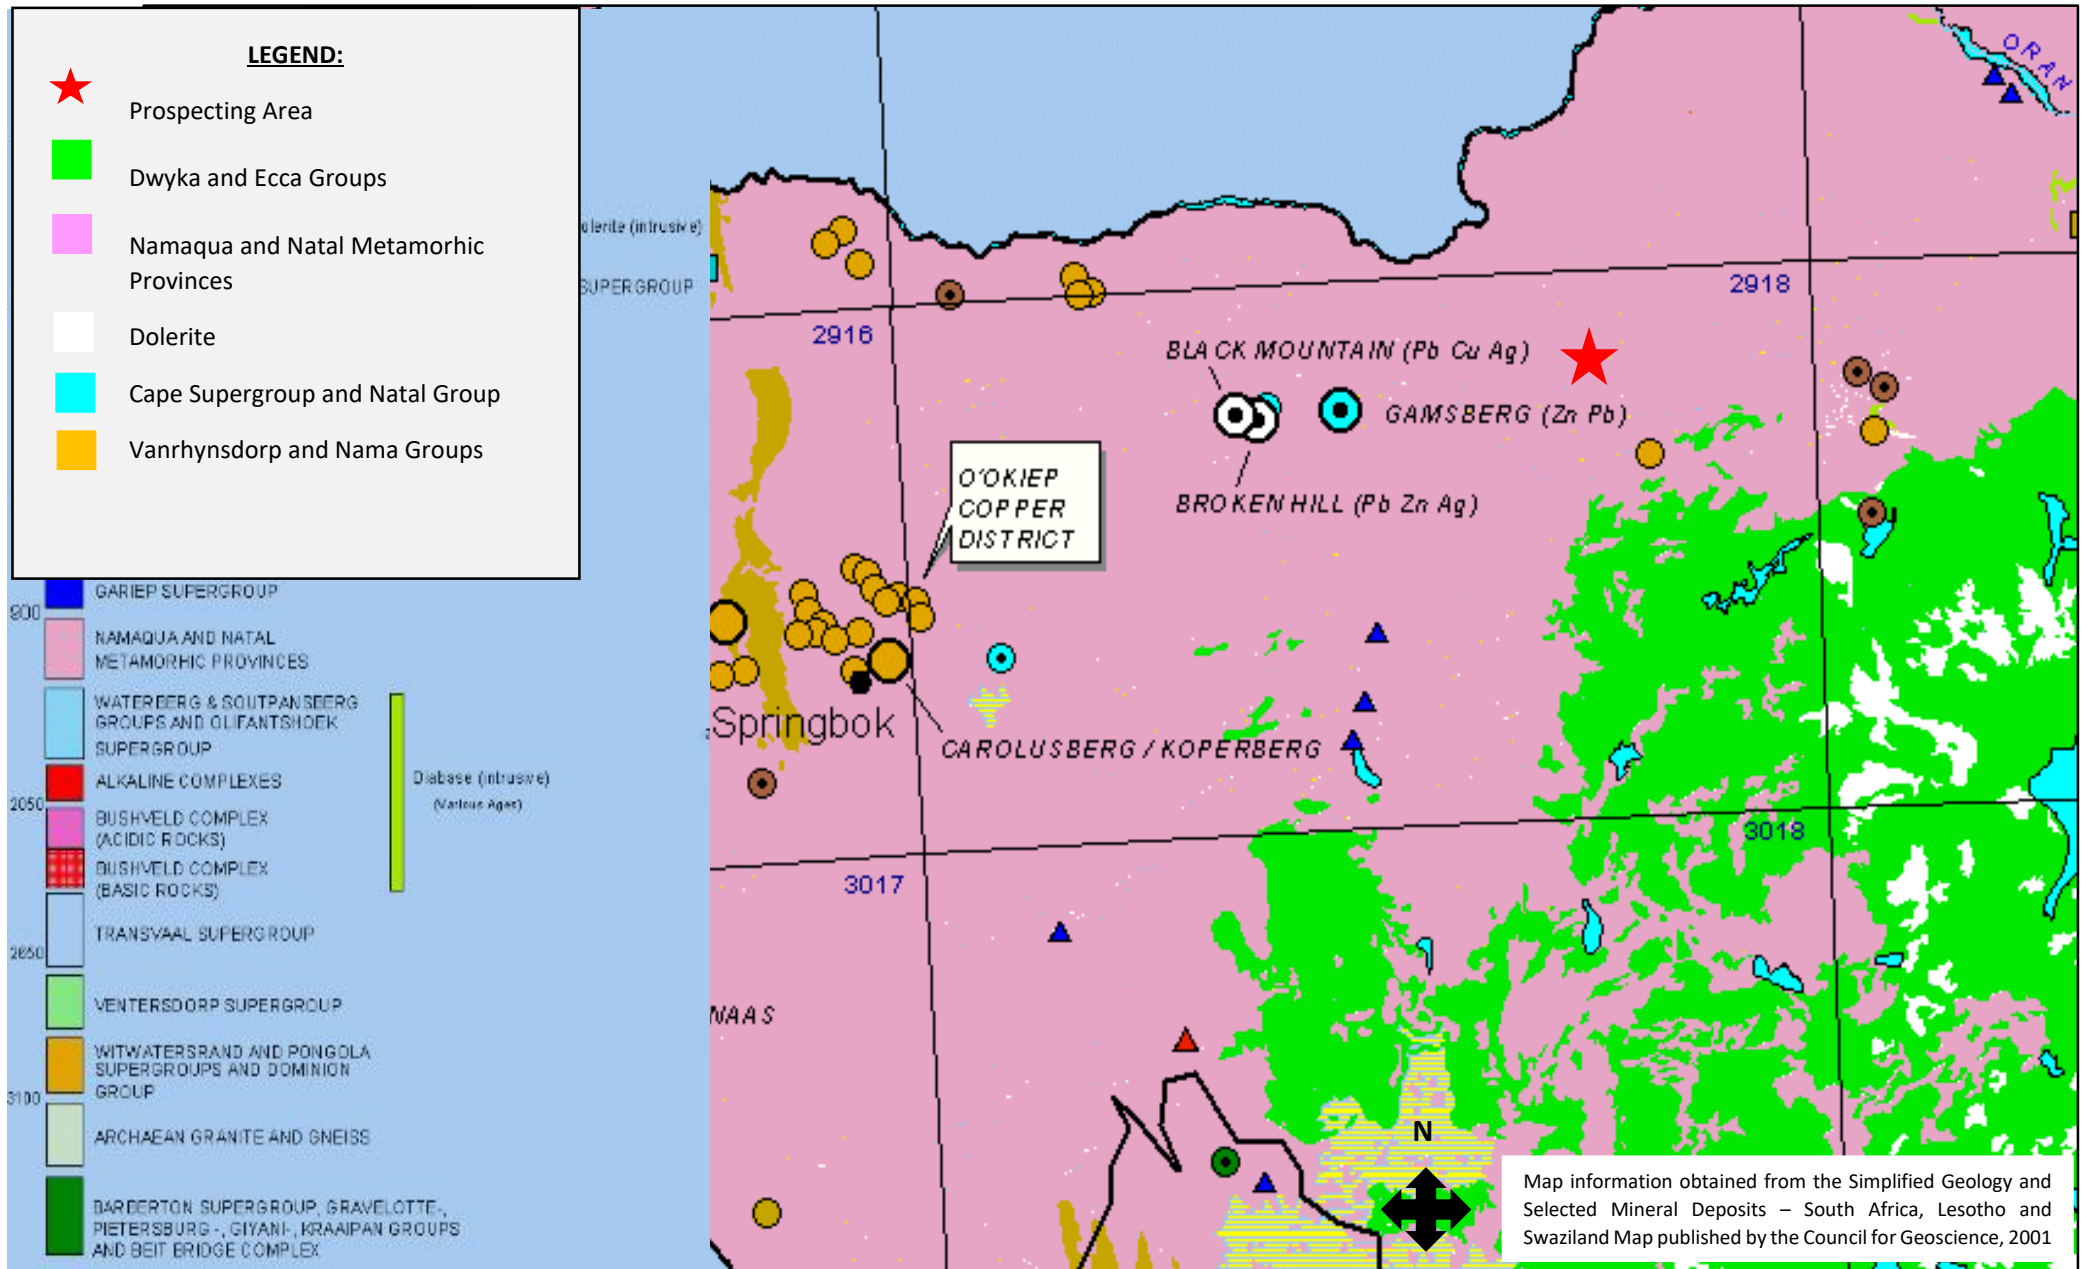 LEGEND:
Prospecting Area
Dwyka and Ecca Groups
Namaqua and Natal Metamorhic
Provinces
Dolerite
Cape Supergroup and Natal Group
Vanrhynsdorp and Nama Groups
olerite (intrusive)
SUPERGROUP
GARIEP SUPERGROUP
900
NAMAQUA AND NATAL
METAMORHIC PROVINCES
WATERBERG & SOUTPANSBERG
GROUPS AND OLIFANTSHOEK
SUPERGROUP
ALKALINE COMPLEXES
2050
BUSHVELD COMPLEX
(ACIDIC ROCKS)
BUSHVELD COMPLEX
(BASIC ROCKS)
Diabase (intrusive)
(Various Ages)
TRANSVAAL SUPERGROUP
2650
VENTERSDORP SUPERGROUP
WITWATERSRAND AND PONGOLA
SUPERGROUPS AND DOMINION
GROUP
3100
ARCHAEAN GRANITE AND GNEISS
BARBERTON SUPERGROUP, GRAVELOTTE-,
PIETERSBURG-, GIYANI-, KRAAIPAN GROUPS
AND BEIT BRIDGE COMPLEX
ORAN
2916
2918
BLACK MOUNTAIN (Pb Cu Ag)
GAMSBERG (Zn Pb)
BROKEN HILL (Pb Zn Ag)
O'OKIEP
COPPER
DISTRICT
Springbok
CAROLUSBERG / KOPERBERG
3017
3018
NAAS
N
Map information obtained from the Simplified Geology and
Selected Mineral Deposits – South Africa, Lesotho and
Swaziland Map published by the Council for Geoscience, 2001